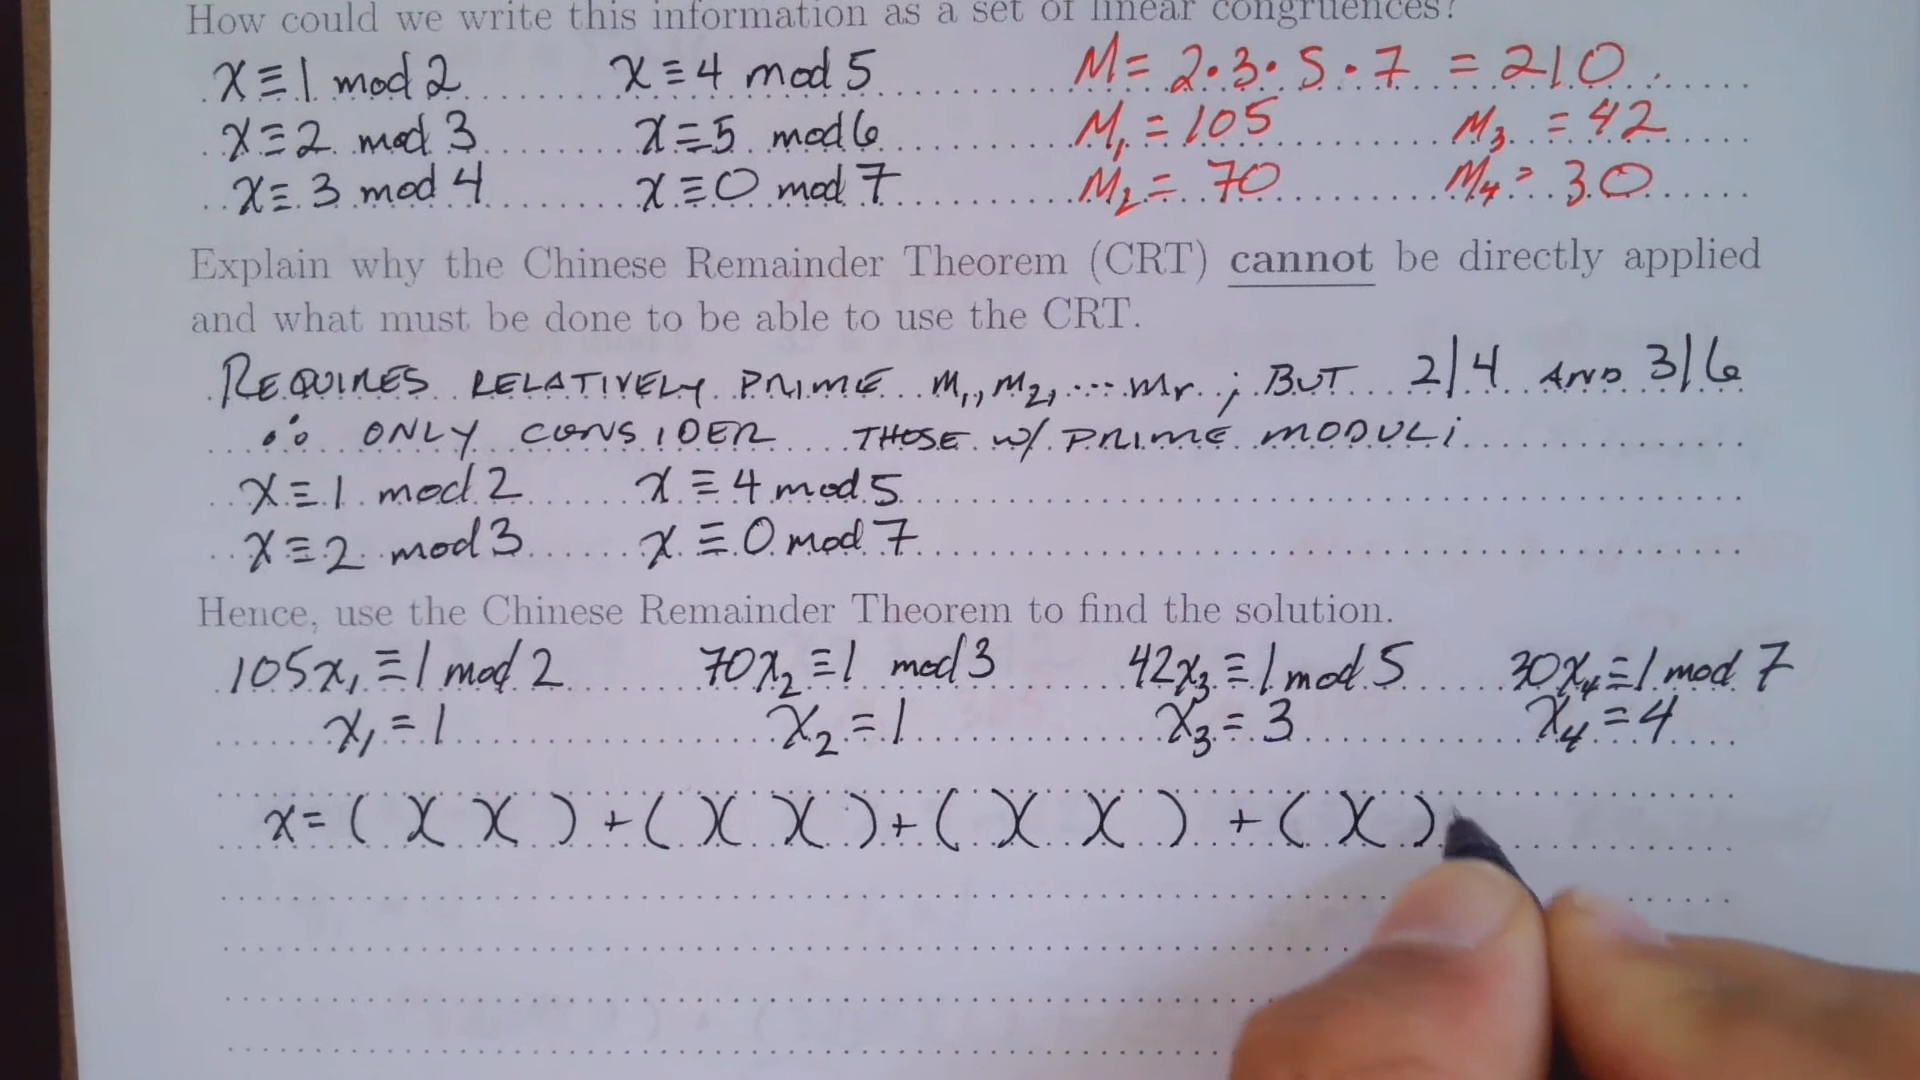 How could we write this information as a set of linear congruences?
x ≡ 1 mod 2 x ≡ 4 mod 5 M = 2·3·5·7 = 210
x ≡ 2 mod 3 x ≡ 5 mod 6 M₁ = 105 M₃ = 42
x ≡ 3 mod 4 x ≡ 0 mod 7 M₂ = 70 M₄ = 30
Explain why the Chinese Remainder Theorem (CRT) cannot be directly applied
and what must be done to be able to use the CRT.
REQUIRES RELATIVELY PRIME m₁, m₂, ... mr ; BUT 2|4 AND 3|6
∴ ONLY CONSIDER THOSE w/ PRIME MODULI
x ≡ 1 mod 2 x ≡ 4 mod 5
x ≡ 2 mod 3 x ≡ 0 mod 7
Hence, use the Chinese Remainder Theorem to find the solution.
105x₁ ≡ 1 mod 2 70x₂ ≡ 1 mod 3 42x₃ ≡ 1 mod 5 30x₄ ≡ 1 mod 7
x₁ = 1 x₂ = 1 x₃ = 3 x₄ = 4
x = ( )( )( ) + ( )( )( ) + ( )( )( ) + ( )( )